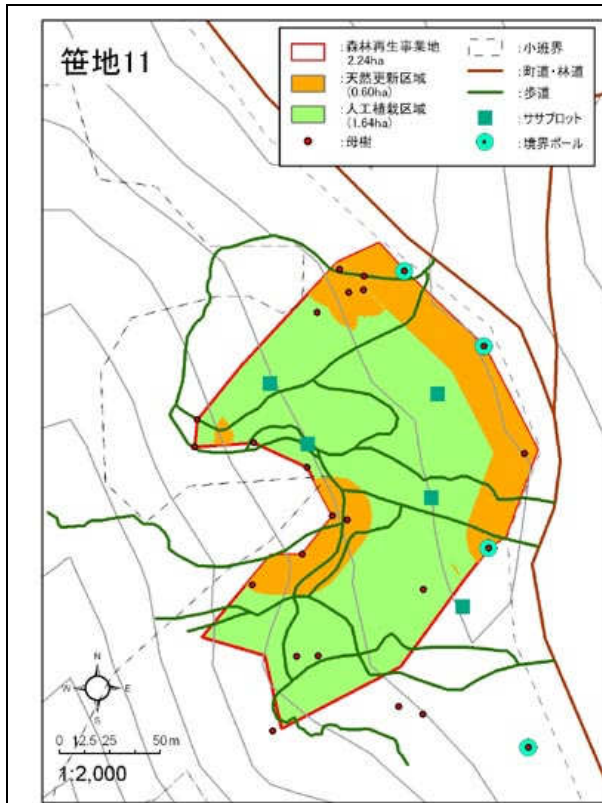 笹地11
:森林再生事業地
2.24ha
:天然更新区域
(0.60ha)
:人工植栽区域
(1.64ha)
:母樹
:小班界
:町道・林道
:歩道
:ササプロット
:境界ポール
N
W E
S
0 12.5 25 50 m
1:2,000